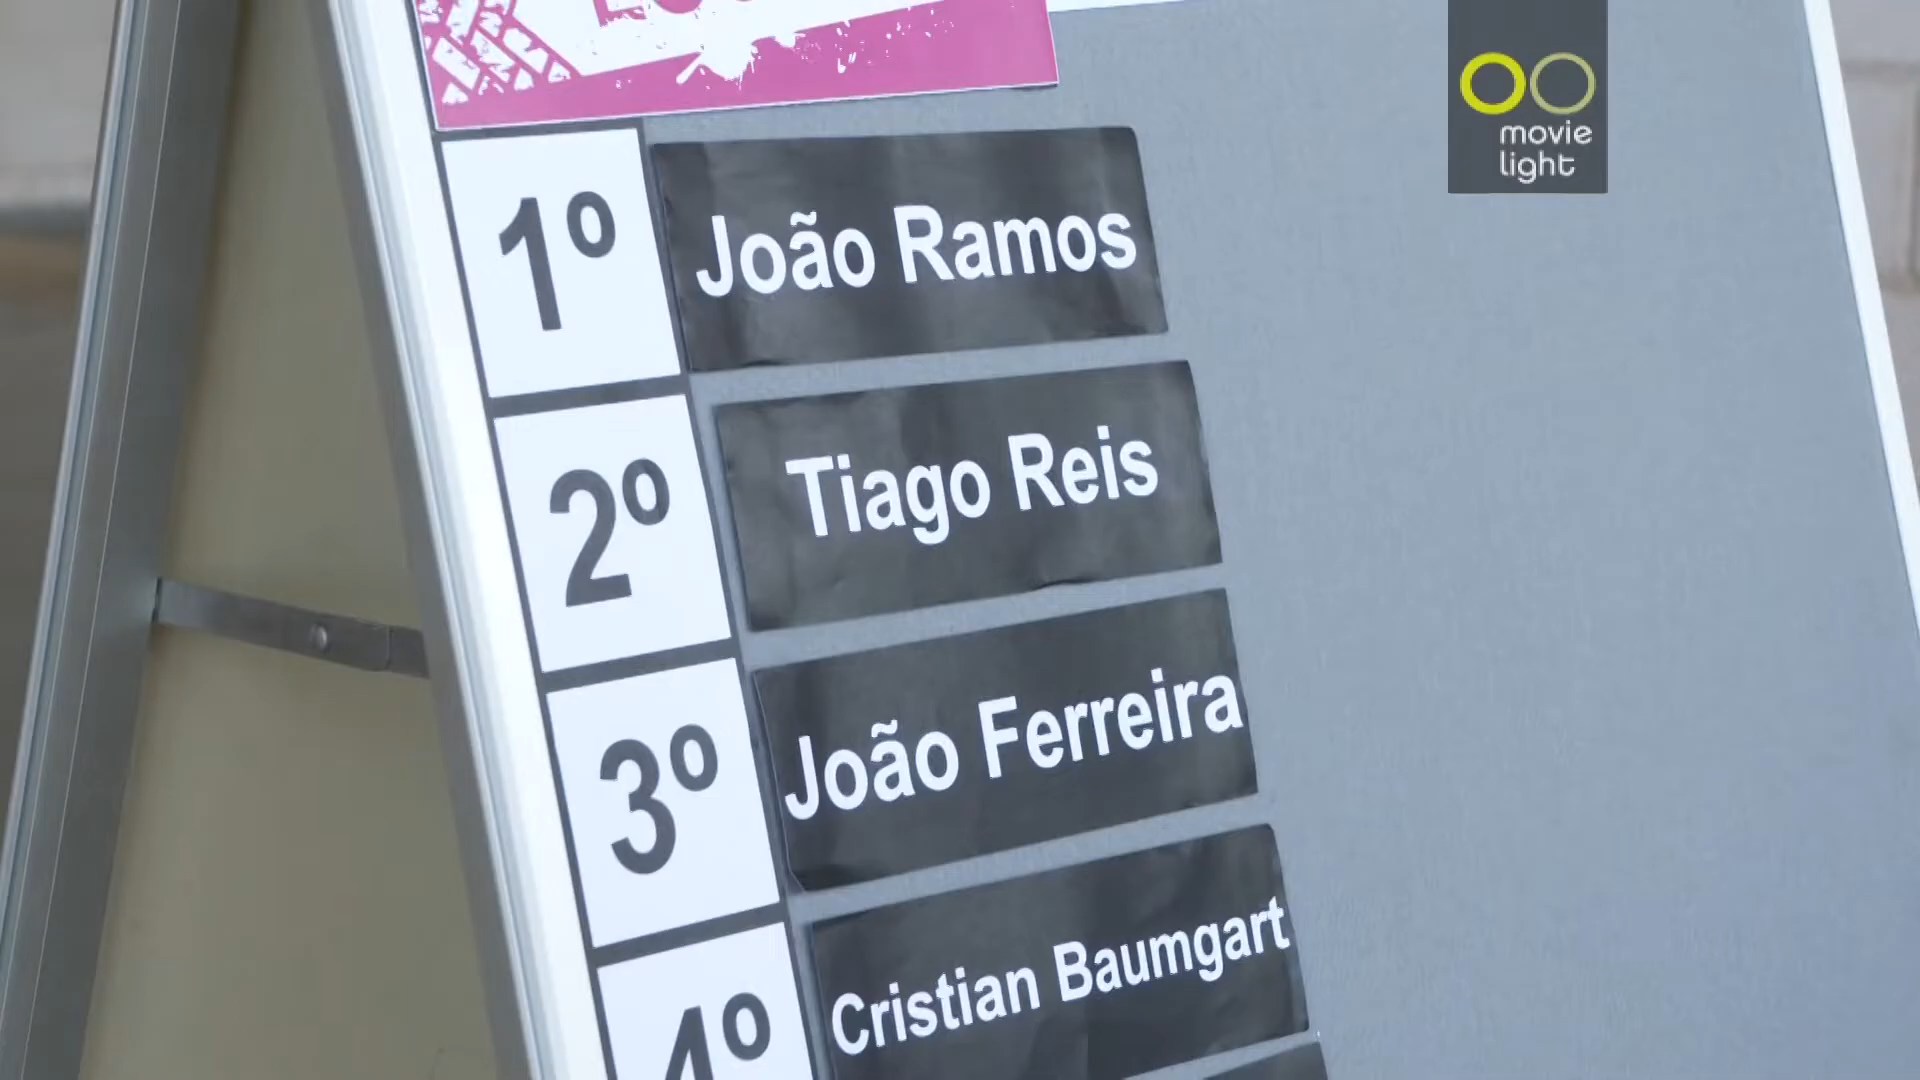 movie
light
1º João Ramos
2º Tiago Reis
3º João Ferreira
4º Cristian Baumgart